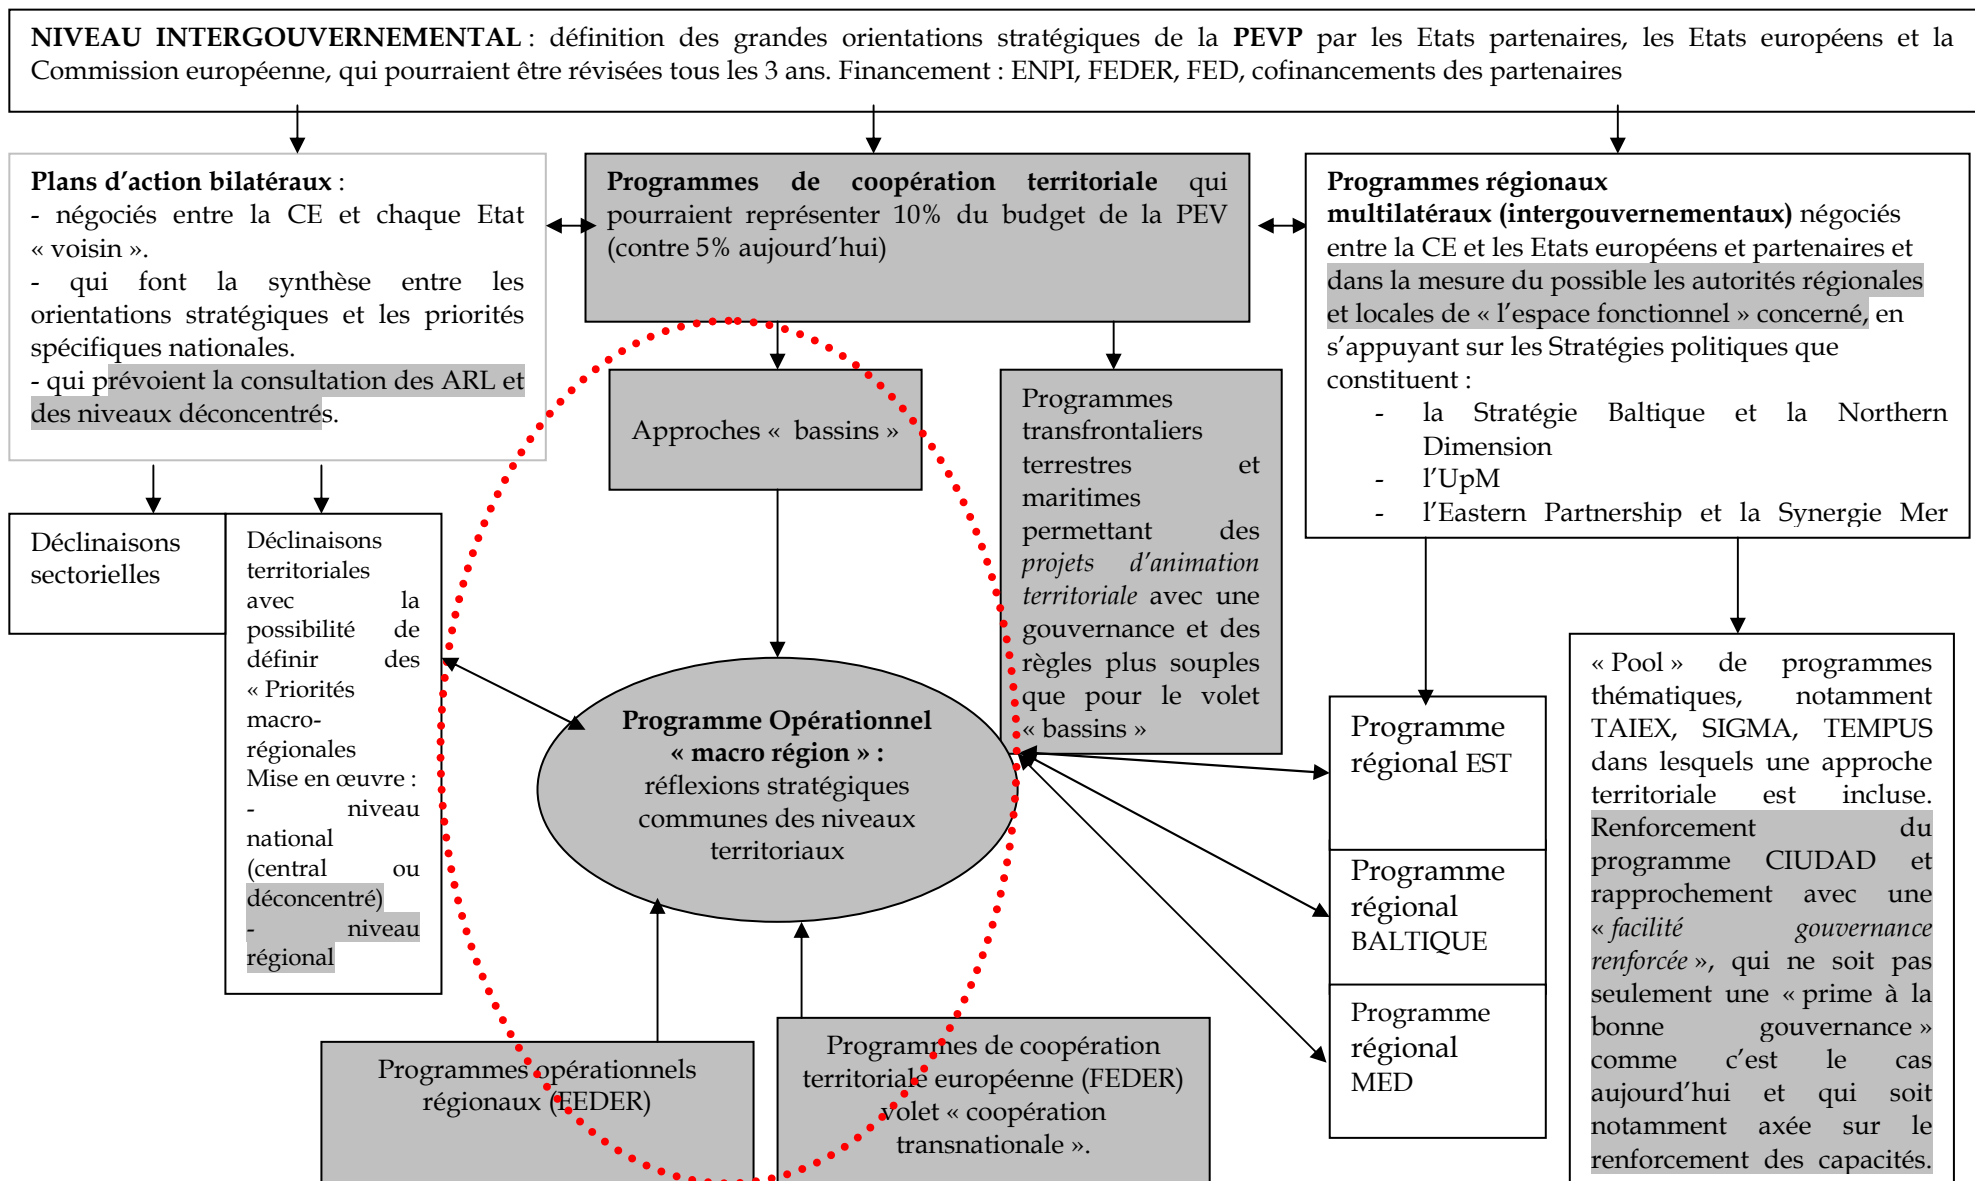 NIVEAU INTERGOUVERNEMENTAL : définition des grandes orientations stratégiques de la PEVP par les Etats partenaires, les Etats européens et la
Commission européenne, qui pourraient être révisées tous les 3 ans. Financement : ENPI, FEDER, FED, cofinancements des partenaires
Plans d'action bilatéraux :
- négociés entre la CE et chaque Etat
« voisin ».
- qui font la synthèse entre les
orientations stratégiques et les priorités
spécifiques nationales.
- qui prévoient la consultation des ARL et
des niveaux déconcentrés.
Programmes de coopération territoriale qui
pourraient représenter 10% du budget de la PEV
(contre 5% aujourd'hui)
Programmes régionaux
multilatéraux (intergouvernementaux) négociés
entre la CE et les Etats européens et partenaires et
dans la mesure du possible les autorités régionales
et locales de « l'espace fonctionnel » concerné, en
s'appuyant sur les Stratégies politiques que
constituent :
- la Stratégie Baltique et la Northern
Dimension
- l'UpM
- l'Eastern Partnership et la Synergie Mer
Déclinaisons
sectorielles
Déclinaisons
territoriales
avec la
possibilité de
définir des
« Priorités
macro-
régionales
Mise en œuvre :
- niveau
national
(central ou
déconcentré)
- niveau
régional
Approches « bassins »
Programmes
transfrontaliers
terrestres et
maritimes
permettant des
projets d'animation
territoriale avec une
gouvernance et des
règles plus souples
que pour le volet
« bassins »
Programme Opérationnel
« macro région » :
réflexions stratégiques
communes des niveaux
territoriaux
Programme
régional EST
Programme
régional
BALTIQUE
Programme
régional
MED
« Pool » de programmes
thématiques, notamment
TAIEX, SIGMA, TEMPUS
dans lesquels une approche
territoriale est incluse.
Renforcement du
programme CIUDAD et
rapprochement avec une
« facilité gouvernance
renforcée », qui ne soit pas
seulement une « prime à la
bonne gouvernance »
comme c'est le cas
aujourd'hui et qui soit
notamment axée sur le
renforcement des capacités.
Programmes opérationnels
régionaux (FEDER)
Programmes de coopération
territoriale européenne (FEDER)
volet « coopération
transnationale ».